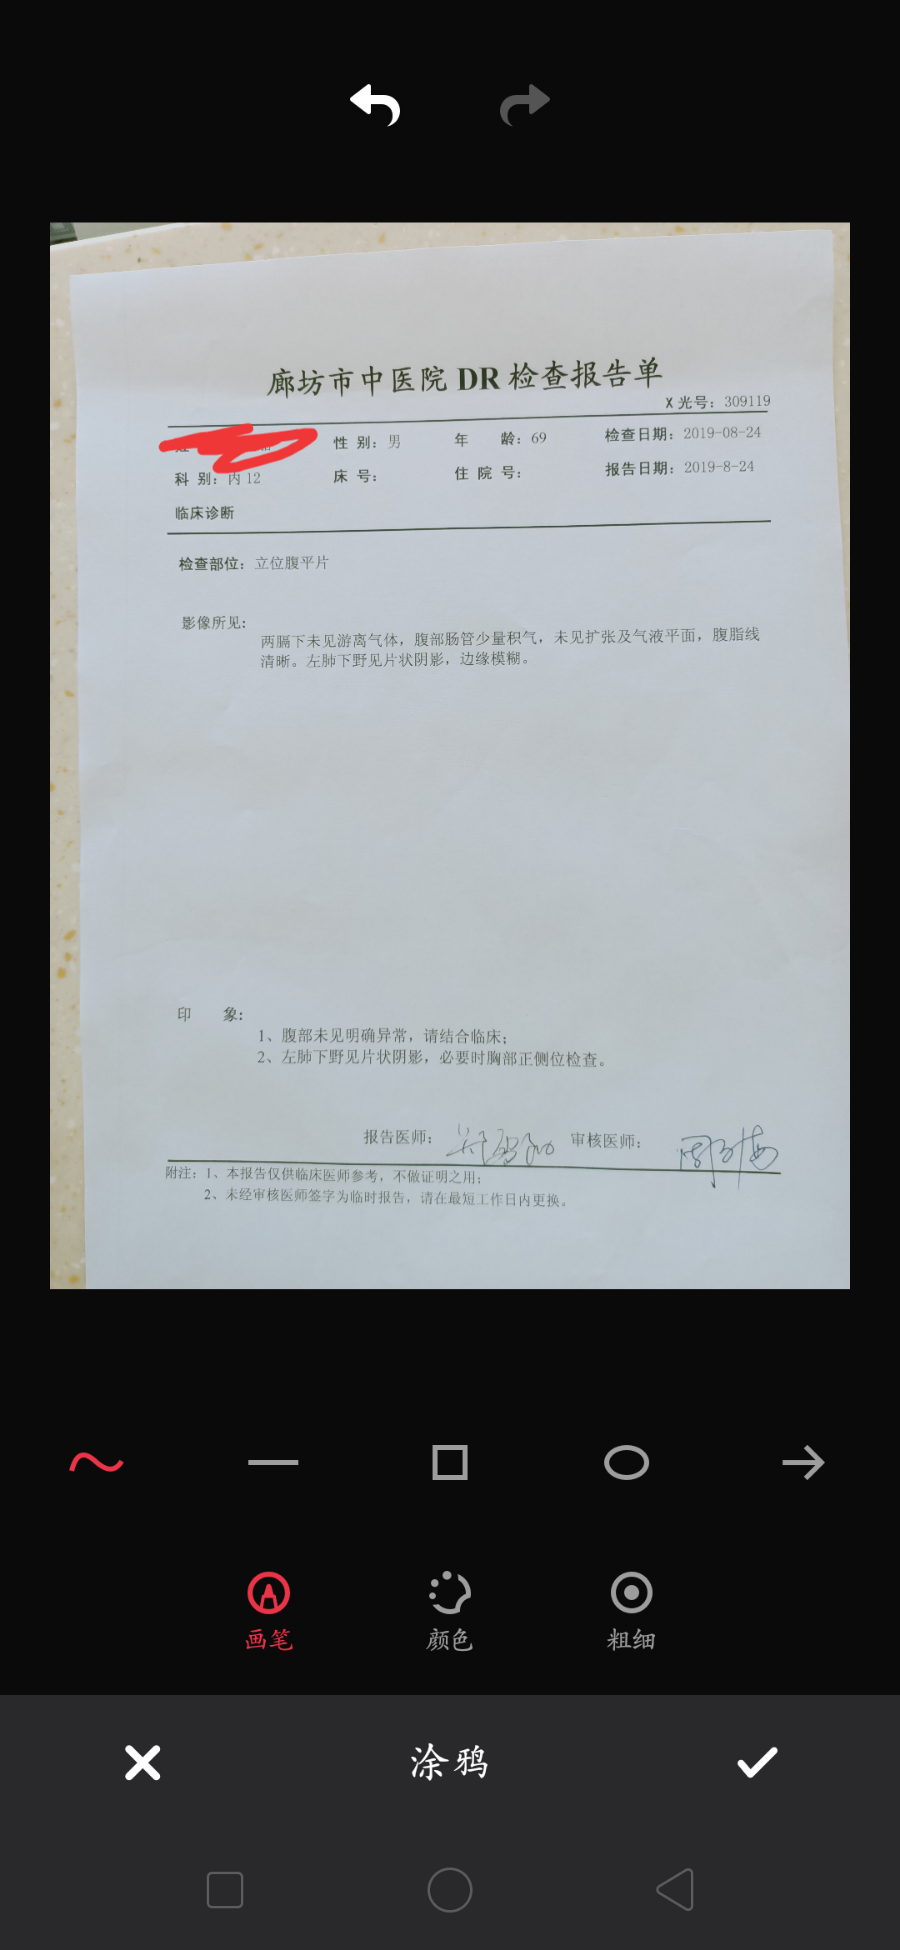 廊坊市中医院 DR 检查报告单
X 光号：309119
性 别：男 年 龄：69 检查日期：2019-08-24
科 别：内 12 床 号： 住 院 号： 报告日期：2019-8-24
临床诊断
检查部位：立位腹平片
影像所见：
两膈下未见游离气体，腹部肠管少量积气，未见扩张及气液平面，腹脂线
清晰。左肺下野见片状阴影，边缘模糊。
印 象：
1、腹部未见明确异常，请结合临床；
2、左肺下野见片状阴影，必要时胸部正侧位检查。
报告医师： 审核医师：
附注：1、本报告仅供临床医师参考，不做证明之用；
2、未经审核医师签字为临时报告，请在最短工作日内更换。
画笔 颜色 粗细
涂鸦